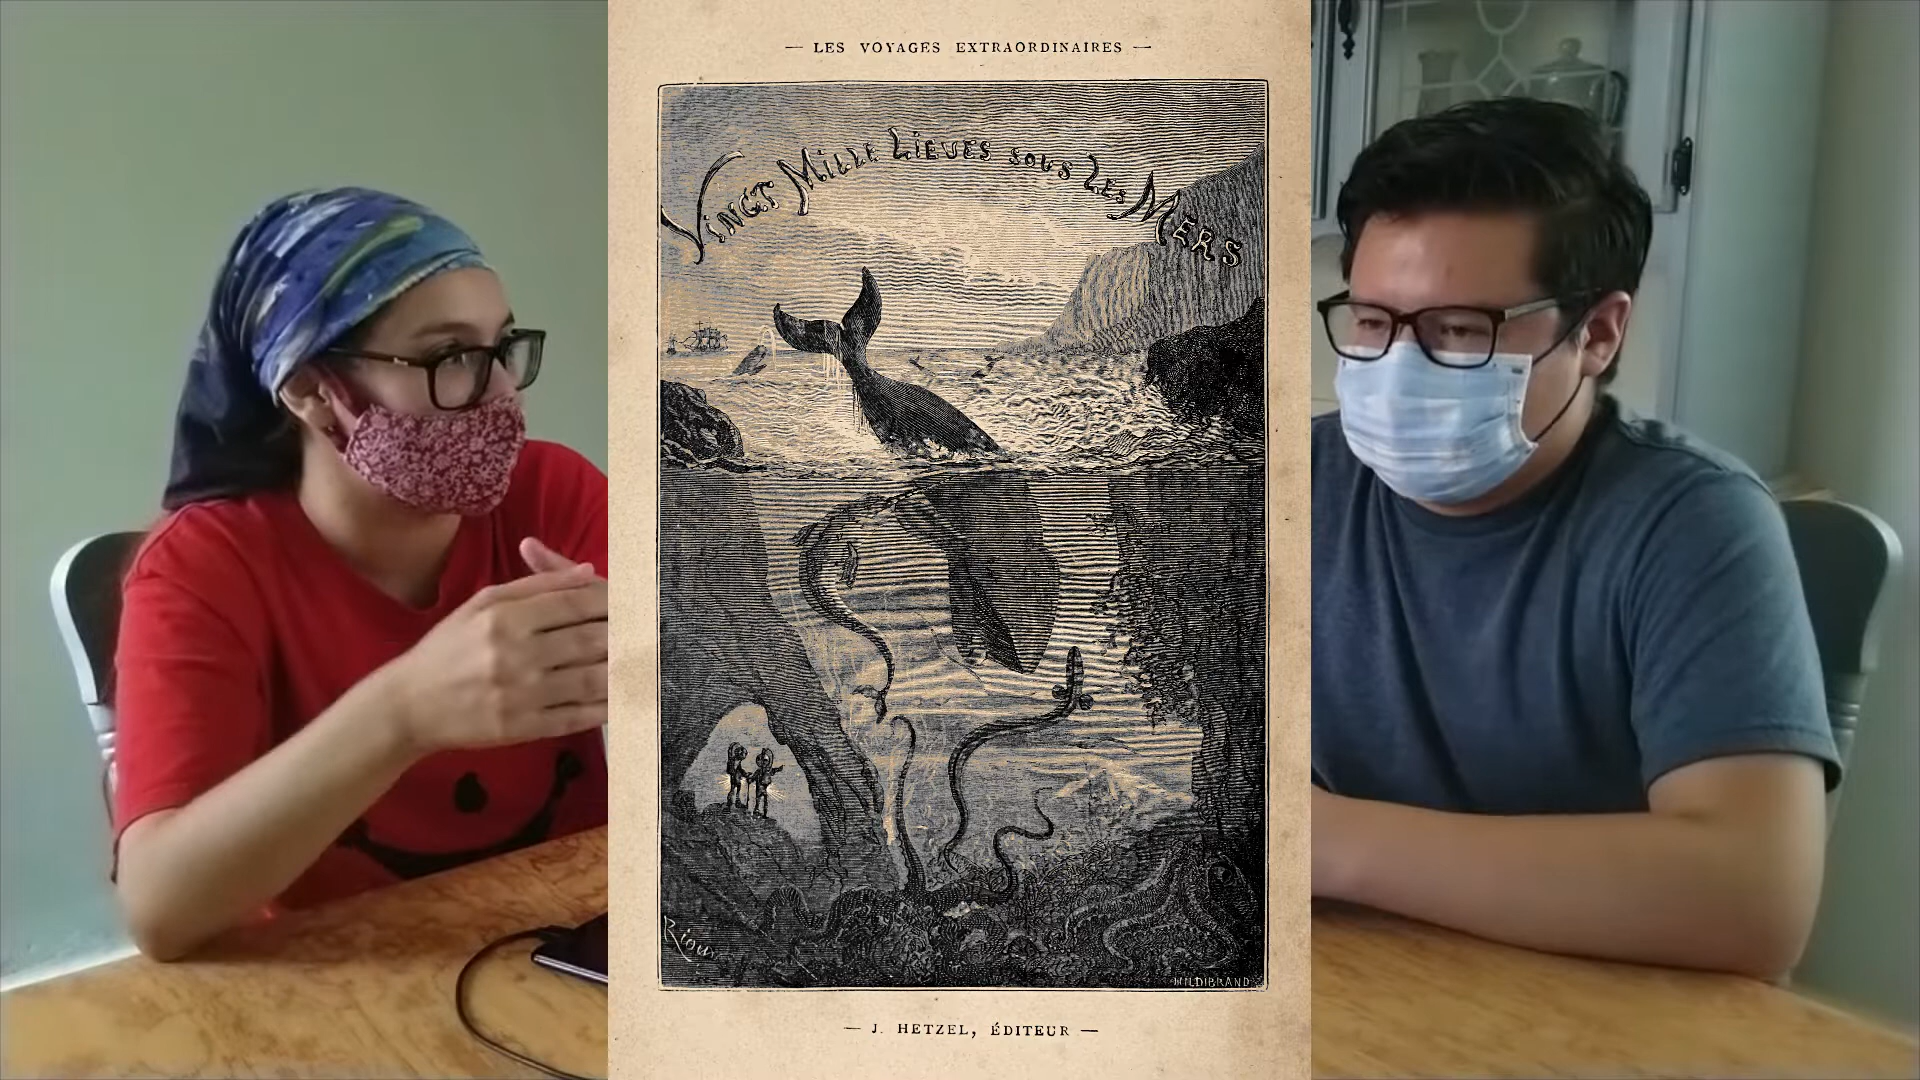 — LES VOYAGES EXTRAORDINAIRES —
VINGT MILLE LIEUES SOUS LES MERS
Riou
HILDIBRAND
— J. HETZEL, ÉDITEUR —